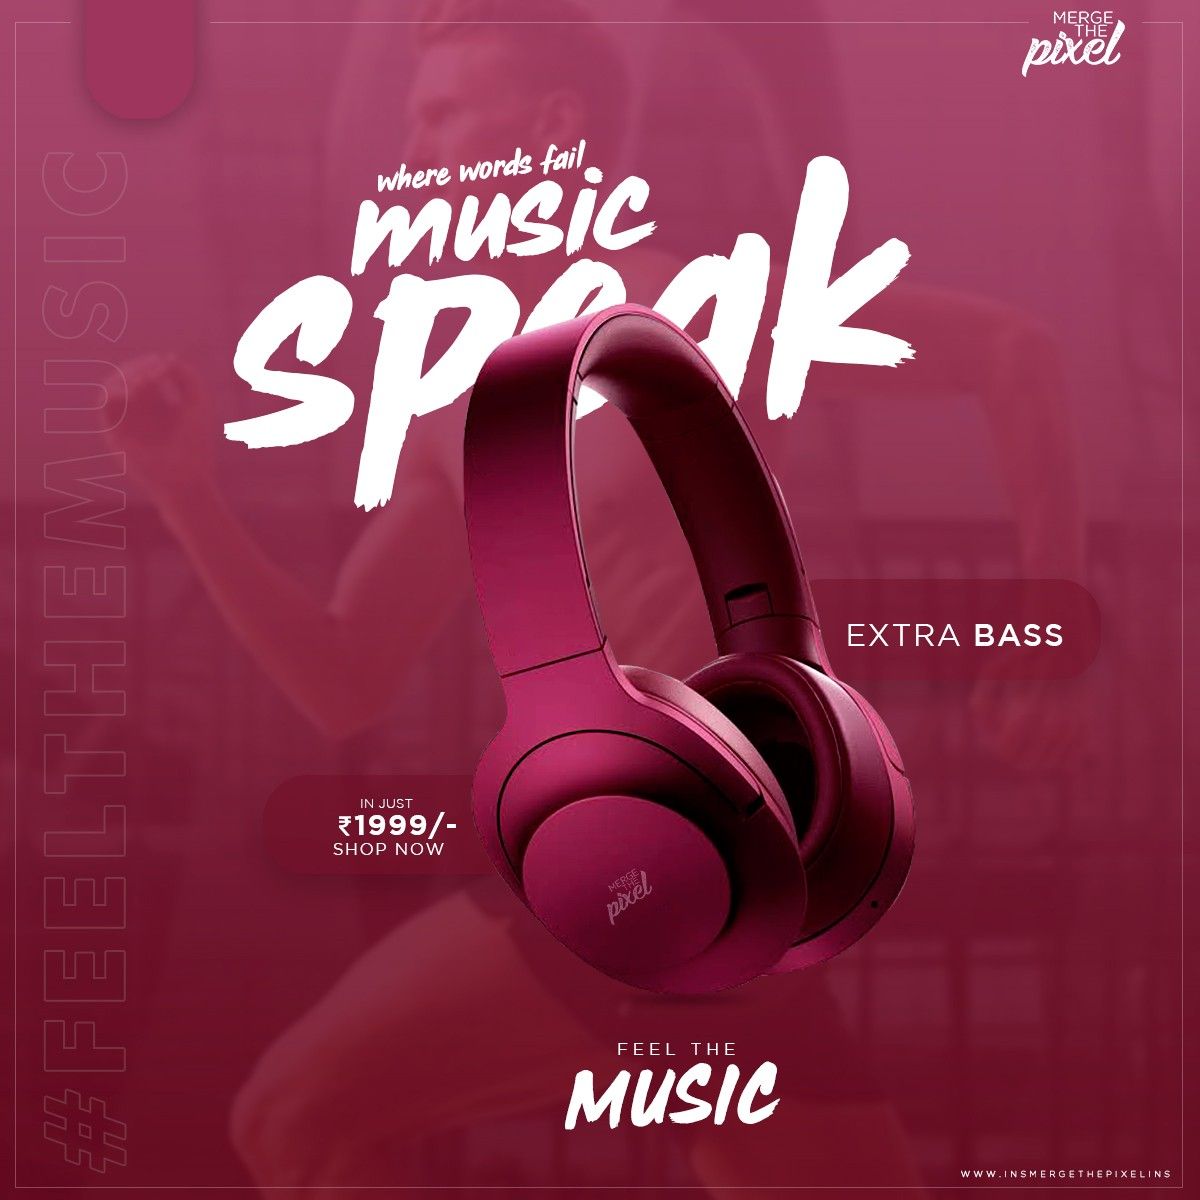 MERGE
THE
pixel
where words fail
music
speak
#FEELTHEMUSIC
EXTRA BASS
IN JUST
₹1999/-
SHOP NOW
MERGE
THE
pixel
FEEL THE
MUSIC
WWW.INSMERGETHEPIXELINS